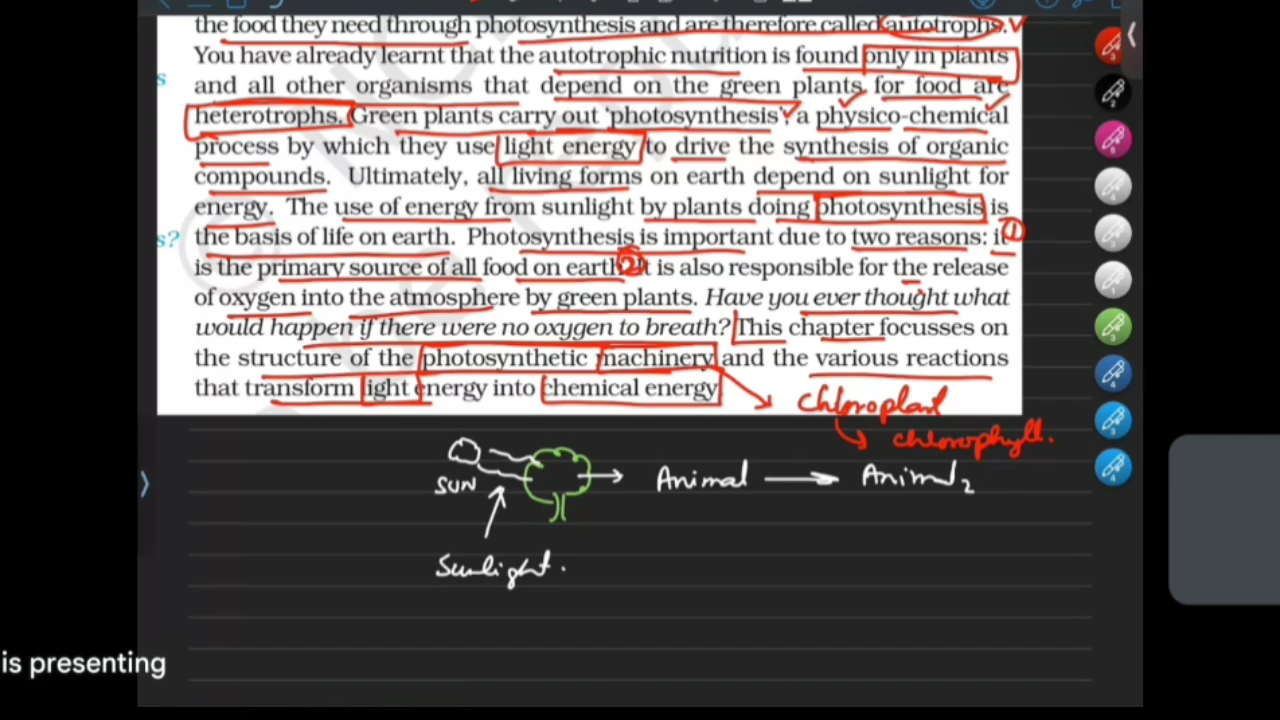 the food they need through photosynthesis and are therefore called autotrophs.
You have already learnt that the autotrophic nutrition is found only in plants
s
and all other organisms that depend on the green plants for food are
heterotrophs. Green plants carry out ‘photosynthesis’, a physico-chemical
process by which they use light energy to drive the synthesis of organic
compounds. Ultimately, all living forms on earth depend on sunlight for
energy. The use of energy from sunlight by plants doing photosynthesis is
s? the basis of life on earth. Photosynthesis is important due to two reasons: it 1
is the primary source of all food on earth 2 It is also responsible for the release
of oxygen into the atmosphere by green plants. Have you ever thought what
would happen if there were no oxygen to breath? This chapter focusses on
the structure of the photosynthetic machinery and the various reactions
that transform light energy into chemical energy
chloroplast
chlorophyll.
SUN
Animal
Animal 2
Sunlight.
is presenting